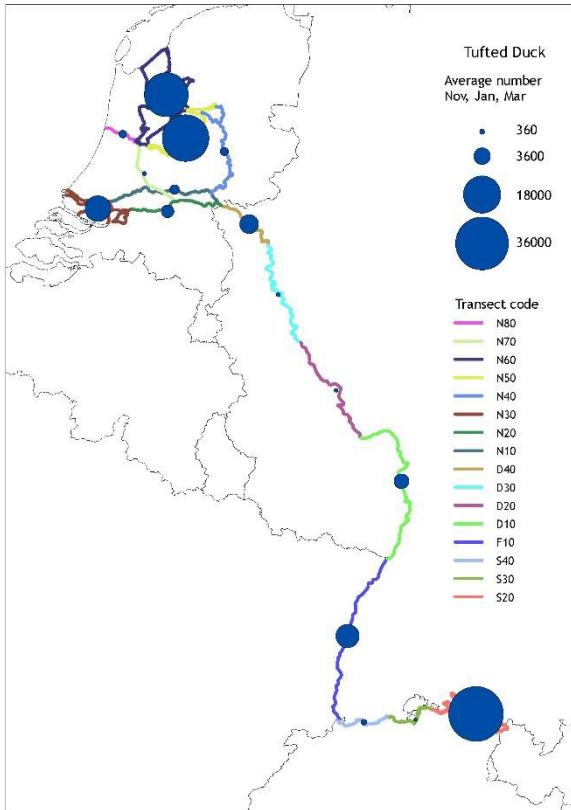 Tufted Duck
Average number
Nov, Jan, Mar
360
3600
18000
36000
Transect code
N80
N70
N60
N50
N40
N30
N20
N10
D40
D30
D20
D10
F10
S40
S30
S20